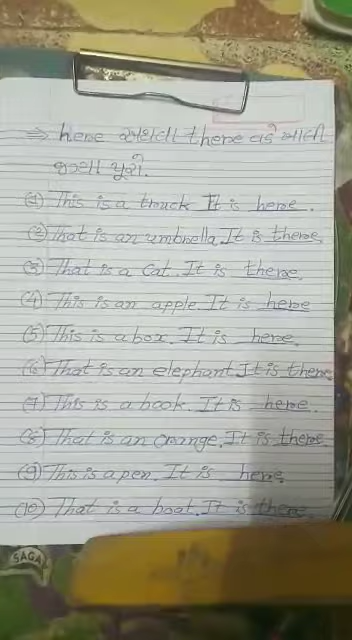 ⇒ here અથવા there વડે ખાલી
જગ્યા પૂરો.
(1) This is a truck It is here.
(2) That is an umbrella. It is there.
(3) That is a Cat. It is there.
(4) This is an apple. It is here
(5) This is a box. It is here.
(6) That is an elephant It is there
(7) This is a book. It is here.
(8) That is an orange. It is there.
(9) This is a pen. It is here.
(10) That is a boat. It is there.
SAGA